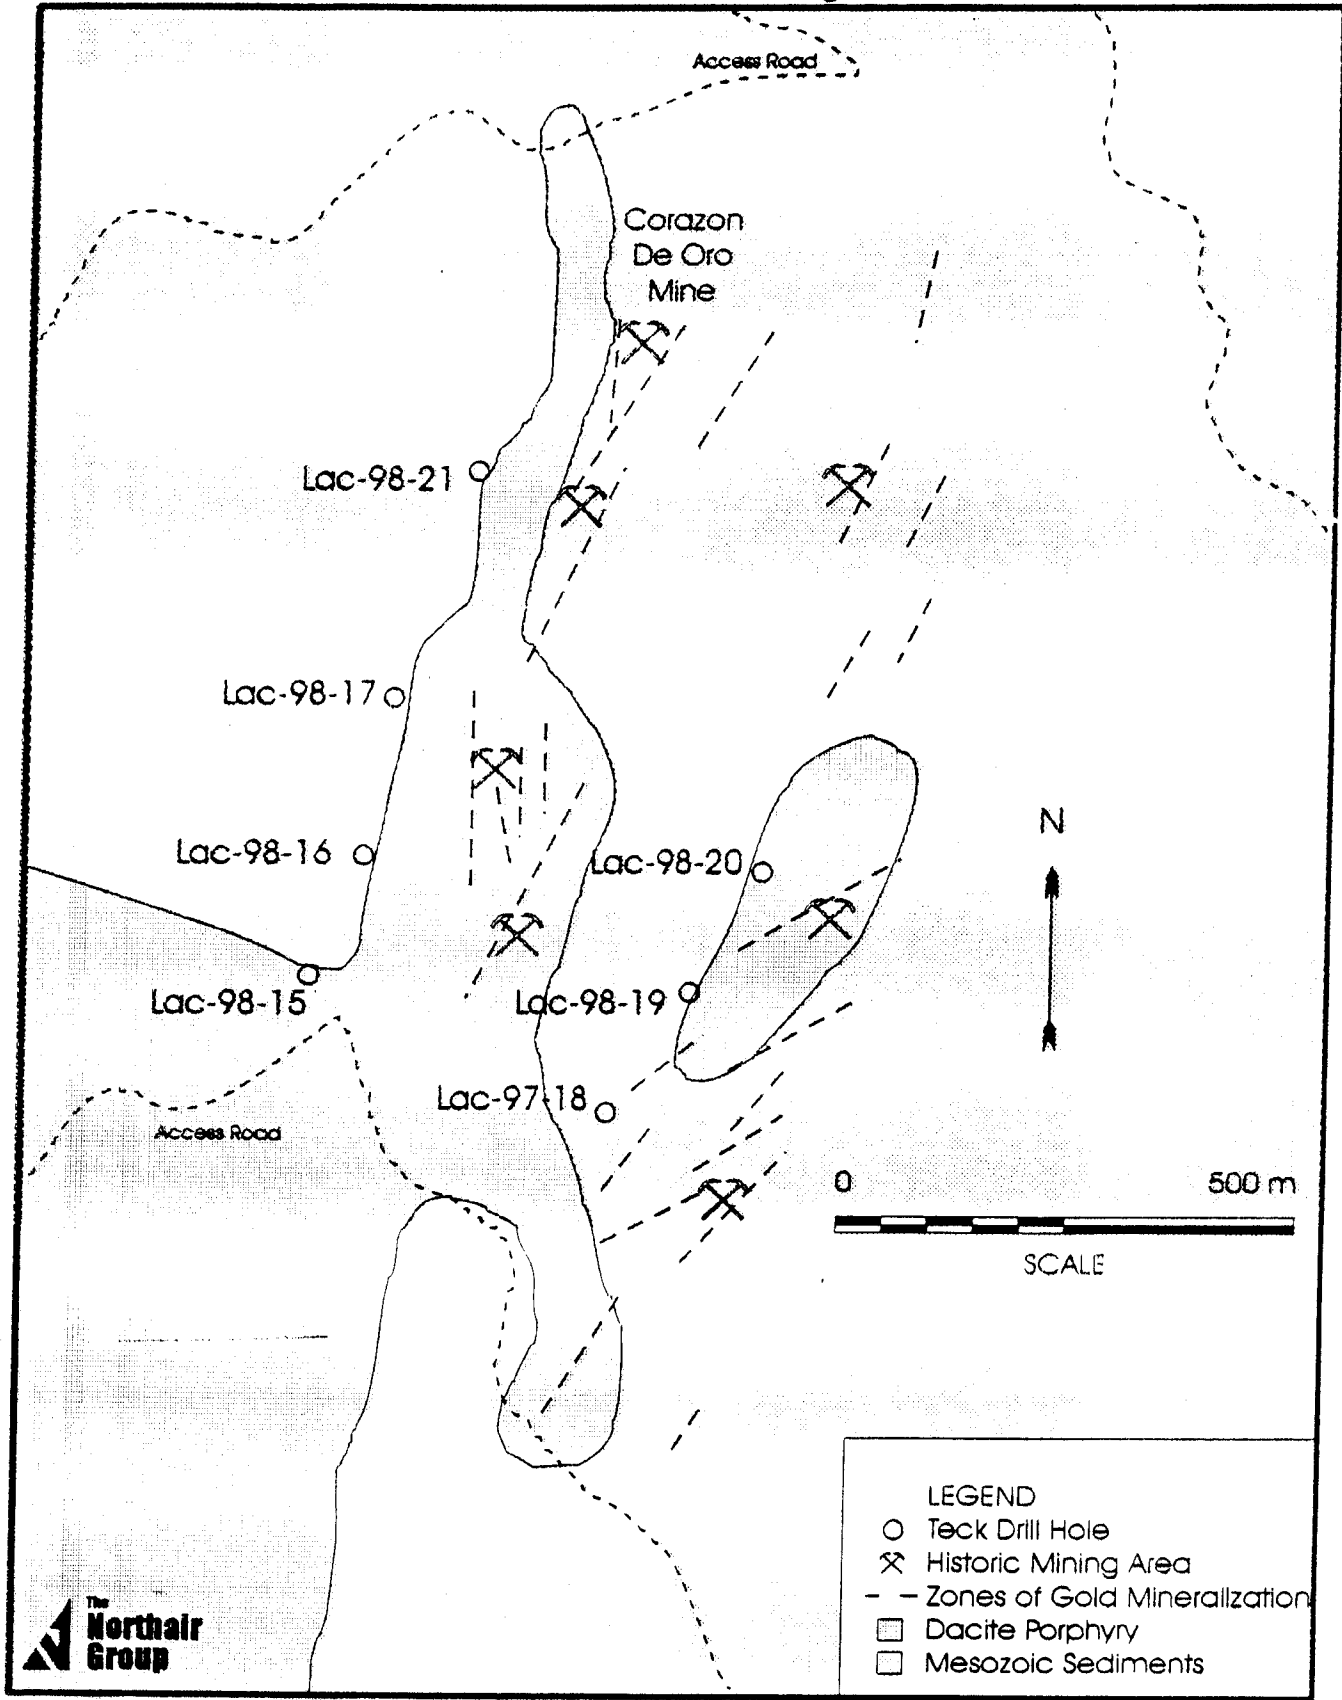 Access Road
Corazon
De Oro
Mine
Lac-98-21
Lac-98-17
Lac-98-16
Lac-98-20
N
Lac-98-15
Lac-98-19
Lac-97-18
Access Road
0 500 m
SCALE
LEGEND
Teck Drill Hole
Historic Mining Area
Zones of Gold Mineralization
Dacite Porphyry
Mesozoic Sediments
The
Northair
Group